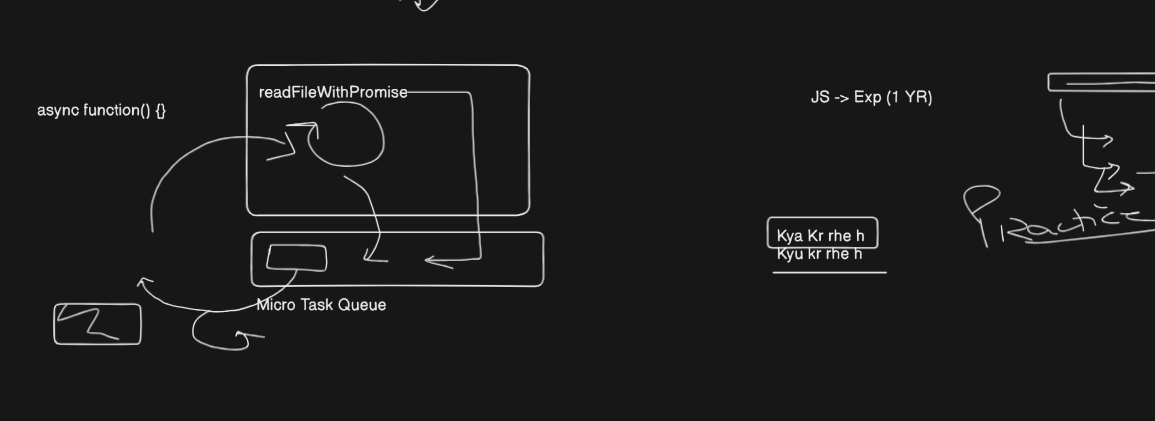 async function() {}
readFileWithPromise
Micro Task Queue
JS -> Exp (1 YR)
Kya Kr rhe h
Kyu kr rhe h
Practice